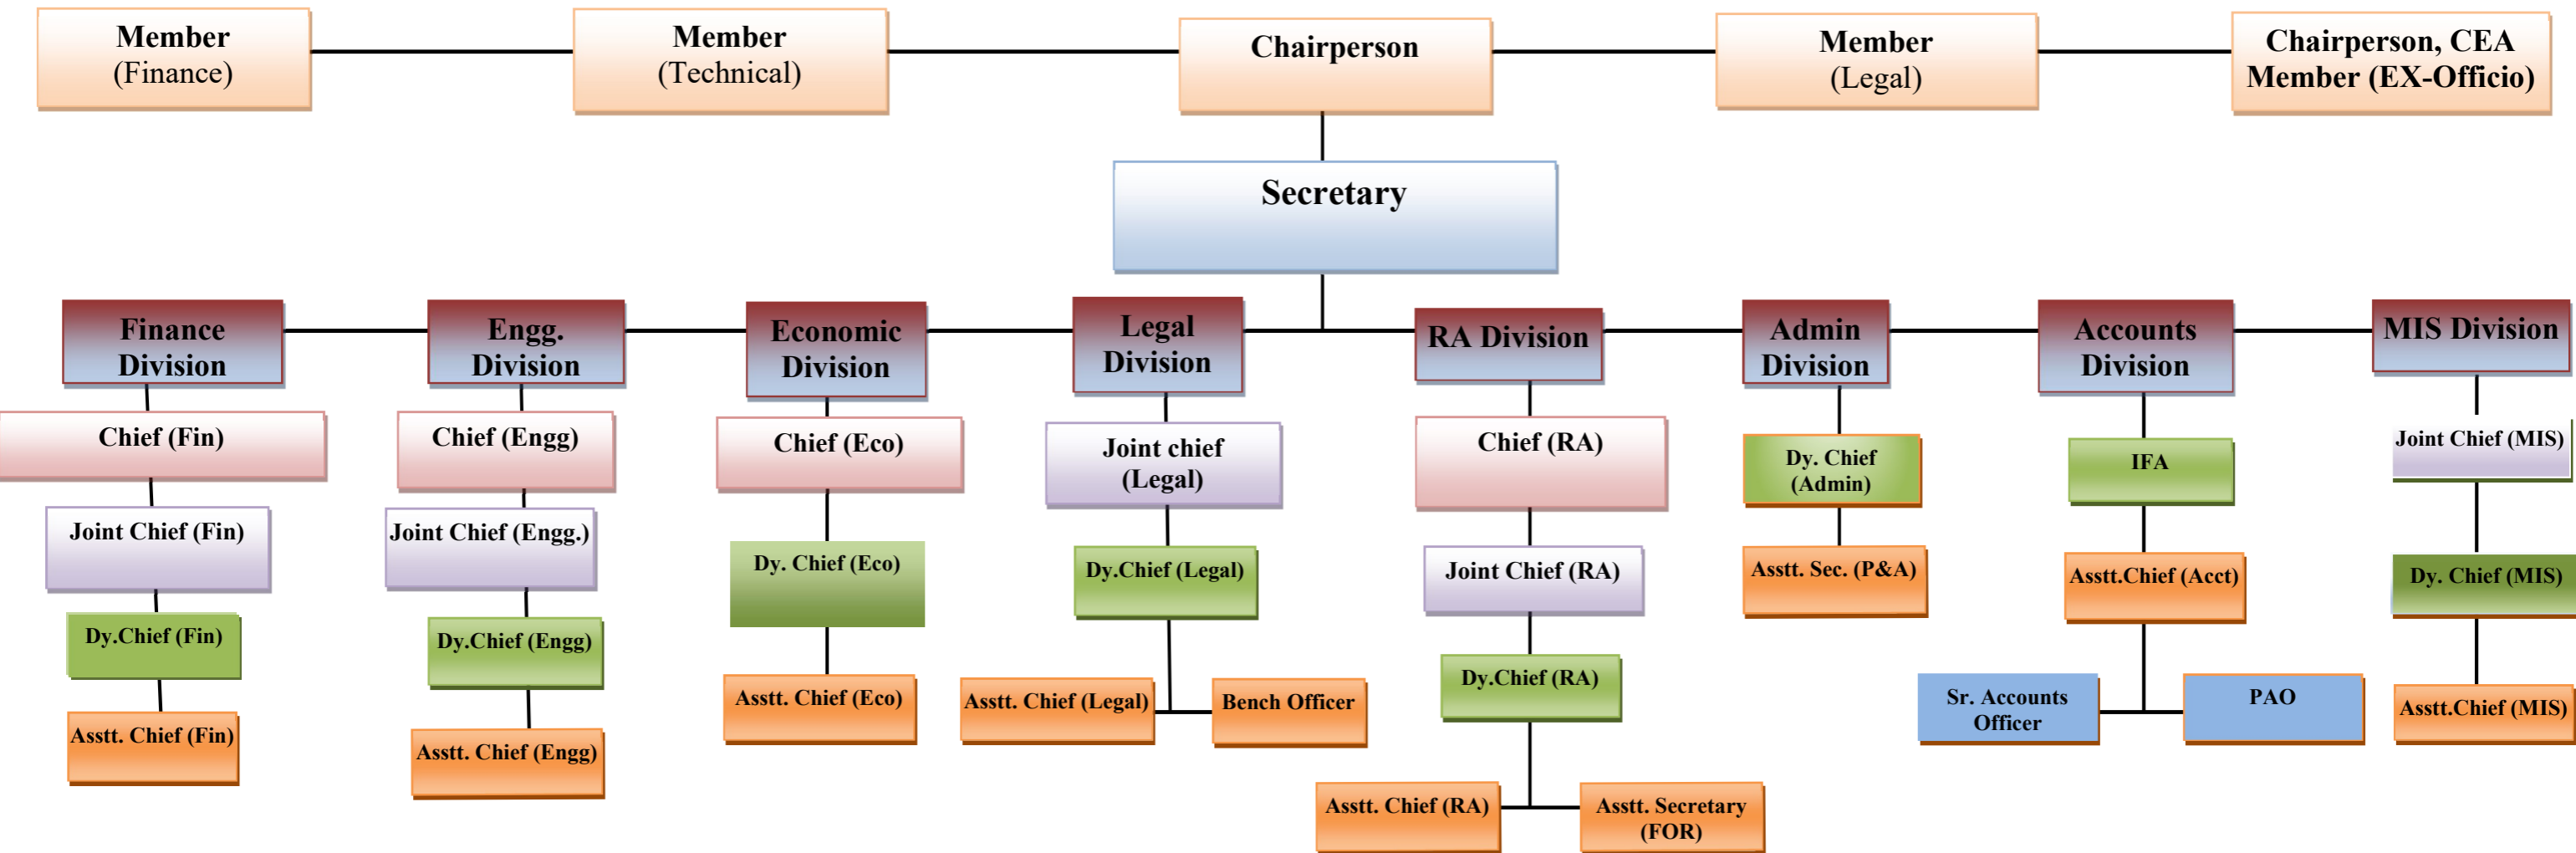 Member
(Finance)
Member
(Technical)
Chairperson
Member
(Legal)
Chairperson, CEA
Member (EX-Officio)
Secretary
Finance
Division
Engg.
Division
Economic
Division
Legal
Division
RA Division
Admin
Division
Accounts
Division
MIS Division
Chief (Fin)
Chief (Engg)
Chief (Eco)
Joint chief
(Legal)
Chief (RA)
Dy. Chief
(Admin)
IFA
Joint Chief (MIS)
Joint Chief (Fin)
Joint Chief (Engg.)
Dy. Chief (Eco)
Dy.Chief (Legal)
Joint Chief (RA)
Asstt. Sec. (P&A)
Asstt.Chief (Acct)
Dy. Chief (MIS)
Dy.Chief (Fin)
Dy.Chief (Engg)
Asstt. Chief (Eco)
Asstt. Chief (Legal)
Bench Officer
Dy.Chief (RA)
Sr. Accounts
Officer
PAO
Asstt.Chief (MIS)
Asstt. Chief (Fin)
Asstt. Chief (Engg)
Asstt. Chief (RA)
Asstt. Secretary
(FOR)